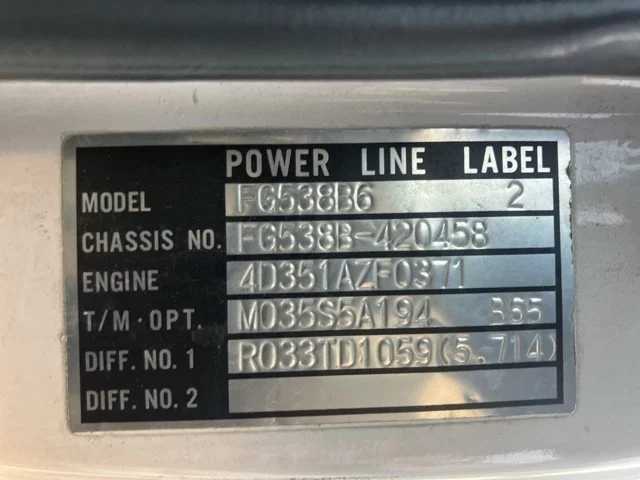 POWER LINE LABEL
MODEL FG538B6 2
CHASSIS NO. FG538B-420458
ENGINE 4D351AZF0371
T/M·OPT. M035S5A194 B65
DIFF. NO. 1 R033TD1059(5.714)
DIFF. NO. 2